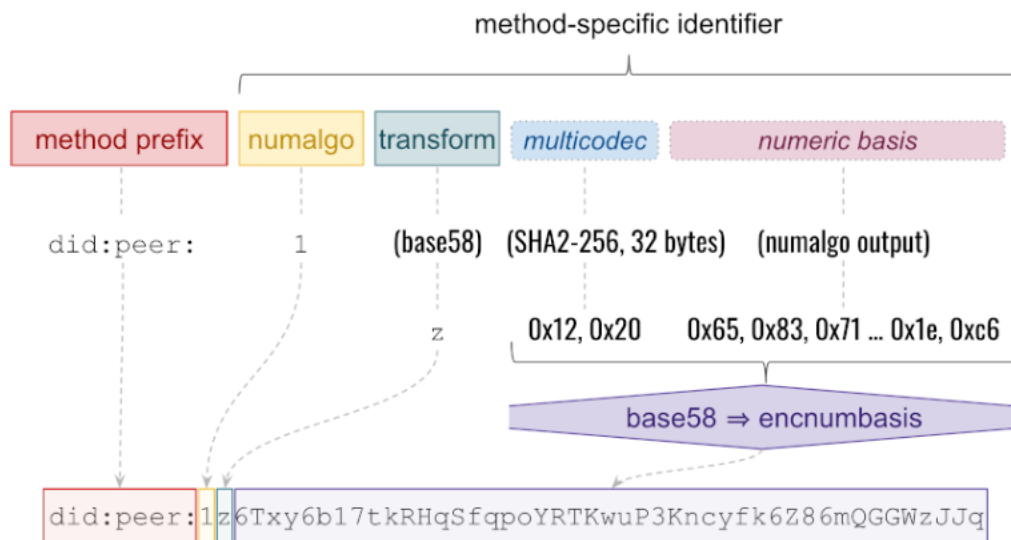 method-specific identifier
method prefix numalgo transform multicodec numeric basis
did:peer: 1 (base58) (SHA2-256, 32 bytes) (numalgo output)
z 0x12, 0x20 0x65, 0x83, 0x71 ... 0x1e, 0xc6
base58 ⇒ encnumbasis
did:peer:1z6Txy6b17tkRHqSfqpoYRTKwuP3Kncyfk6Z86mQGGWzJJq